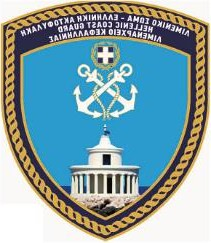 ΛΙΜΕΝΙΚΟ ΣΩΜΑ - ΕΛΛΗΝΙΚΗ ΑΚΤΟΦΥΛΑΚΗ
HELLENIC COAST GUARD
ΛΙΜΕΝΑΡΧΕΙΟ ΚΕΦΑΛΛΗΝΙΑΣ